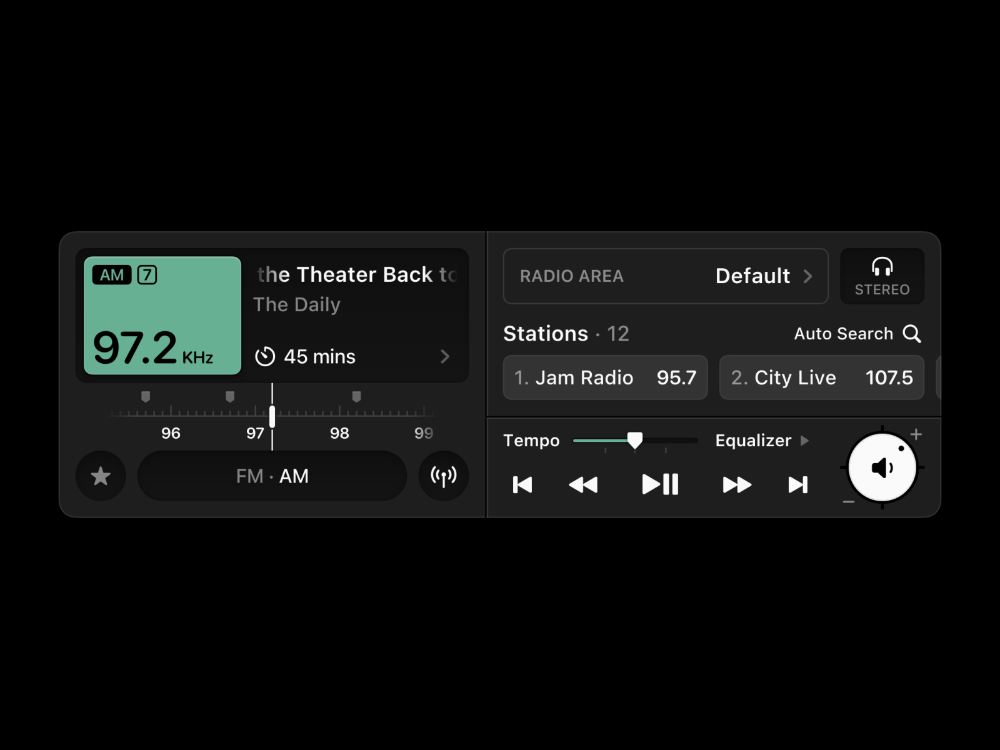 AM 7
97.2 KHz
the Theater Back to
The Daily
45 mins
96 97 98 99
FM · AM
RADIO AREA Default
STEREO
Stations · 12 Auto Search
1. Jam Radio 95.7
2. City Live 107.5
Tempo Equalizer
+
−